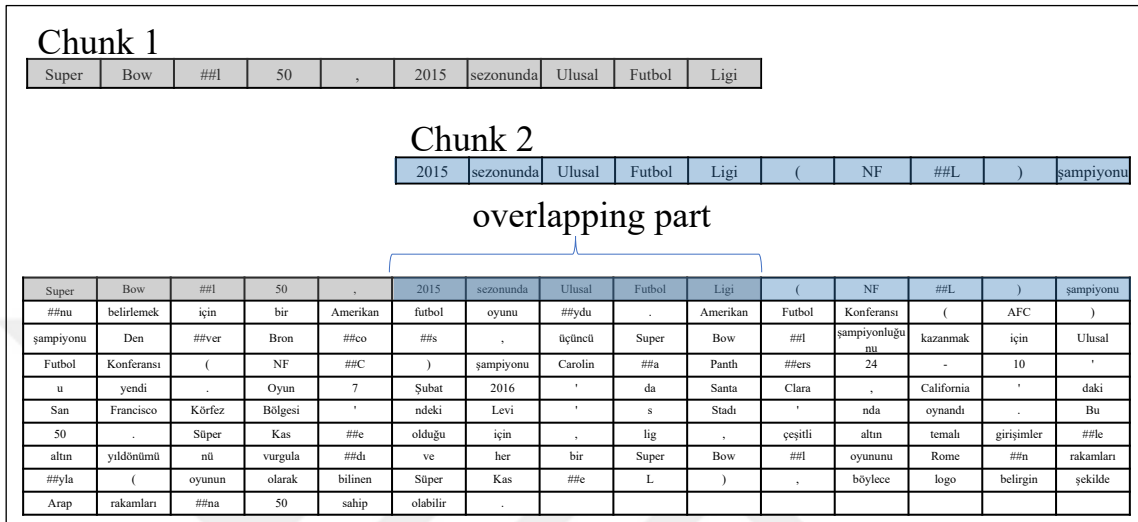 Chunk 1
Super Bow ##l 50 , 2015 sezonunda Ulusal Futbol Ligi
Chunk 2
2015 sezonunda Ulusal Futbol Ligi ( NF ##L ) şampiyonu
overlapping part
Super Bow ##l 50 , 2015 sezonunda Ulusal Futbol Ligi ( NF ##L ) şampiyonu
##nu belirlemek için bir Amerikan futbol oyunu ##ydu . Amerikan Futbol Konferansı ( AFC )
şampiyonu Den ##ver Bron ##co ##s , üçüncü Super Bow ##l şampiyonluğu nu kazanmak için Ulusal
Futbol Konferansı ( NF ##C ) şampiyonu Carolin ##a Panth ##ers 24 - 10 '
u yendi . Oyun 7 Şubat 2016 ' da Santa Clara , California ' daki
San Francisco Körfez Bölgesi ' ndeki Levi ' s Stadı ' nda oynandı . Bu
50 . Süper Kas ##e olduğu için , lig , çeşitli altın temalı girişimler ##le
altın yıldönümü nü vurgula ##dı ve her bir Super Bow ##l oyununu Rome ##n rakamları
##yla ( oyunun olarak bilinen Süper Kas ##e L ) , böylece logo belirgin şekilde
Arap rakamları ##na 50 sahip olabilir .